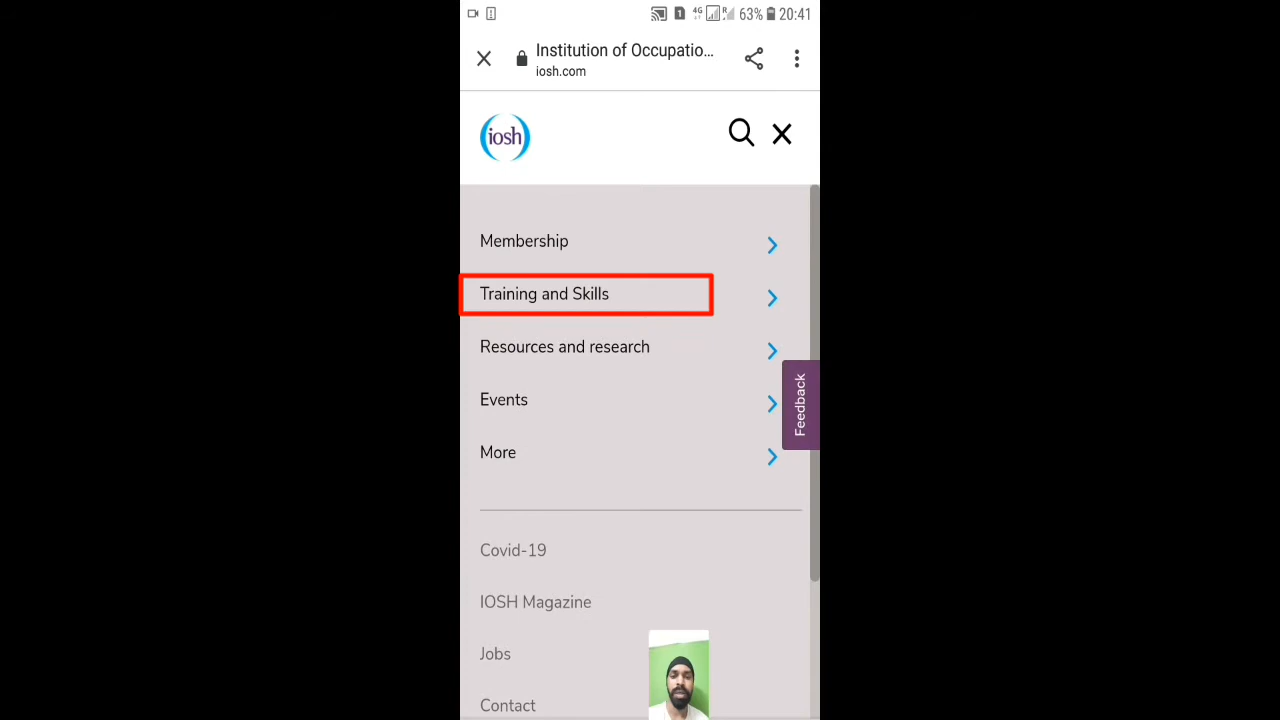 4G R 63% 20:41
Institution of Occupatio...
iosh.com
iosh
Membership
Training and Skills
Resources and research
Events
Feedback
More
Covid-19
IOSH Magazine
Jobs
Contact